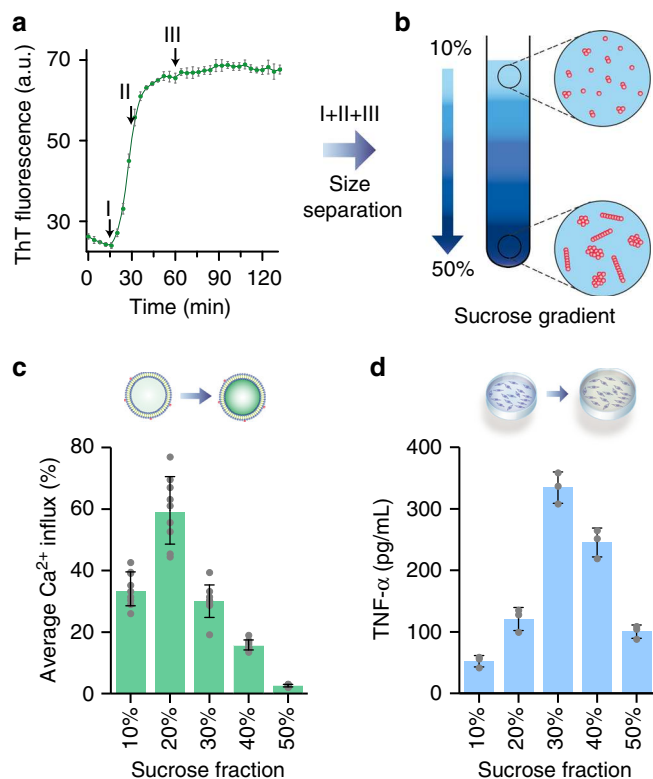 a
ThT fluorescence (a.u.)
70
50
30
I
II
III
0
30
60
90
120
Time (min)
I+II+III
Size
separation
b
10%
50%
Sucrose gradient
c
Average Ca²⁺ influx (%)
80
60
40
20
0
10%
20%
30%
40%
50%
Sucrose fraction
d
TNF-α (pg/mL)
400
300
200
100
0
10%
20%
30%
40%
50%
Sucrose fraction